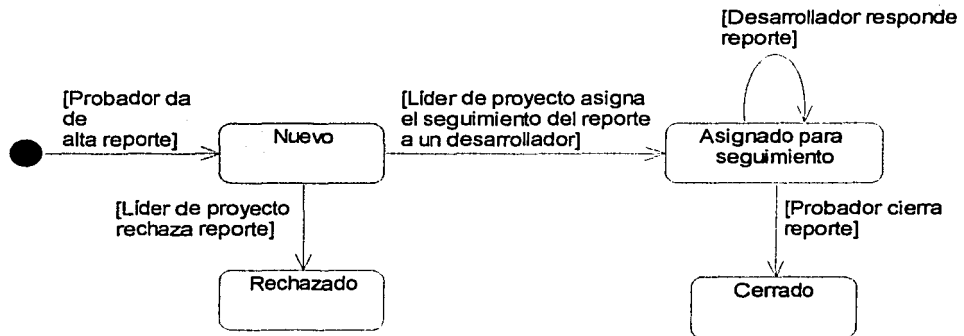 [Desarrollador responde
reporte]
[Probador da
de
alta reporte]
[Líder de proyecto asigna
el seguimiento del reporte
a un desarrollador]
Nuevo
Asignado para
seguimiento
[Líder de proyecto
rechaza reporte]
[Probador cierra
reporte]
Rechazado
Cerrado